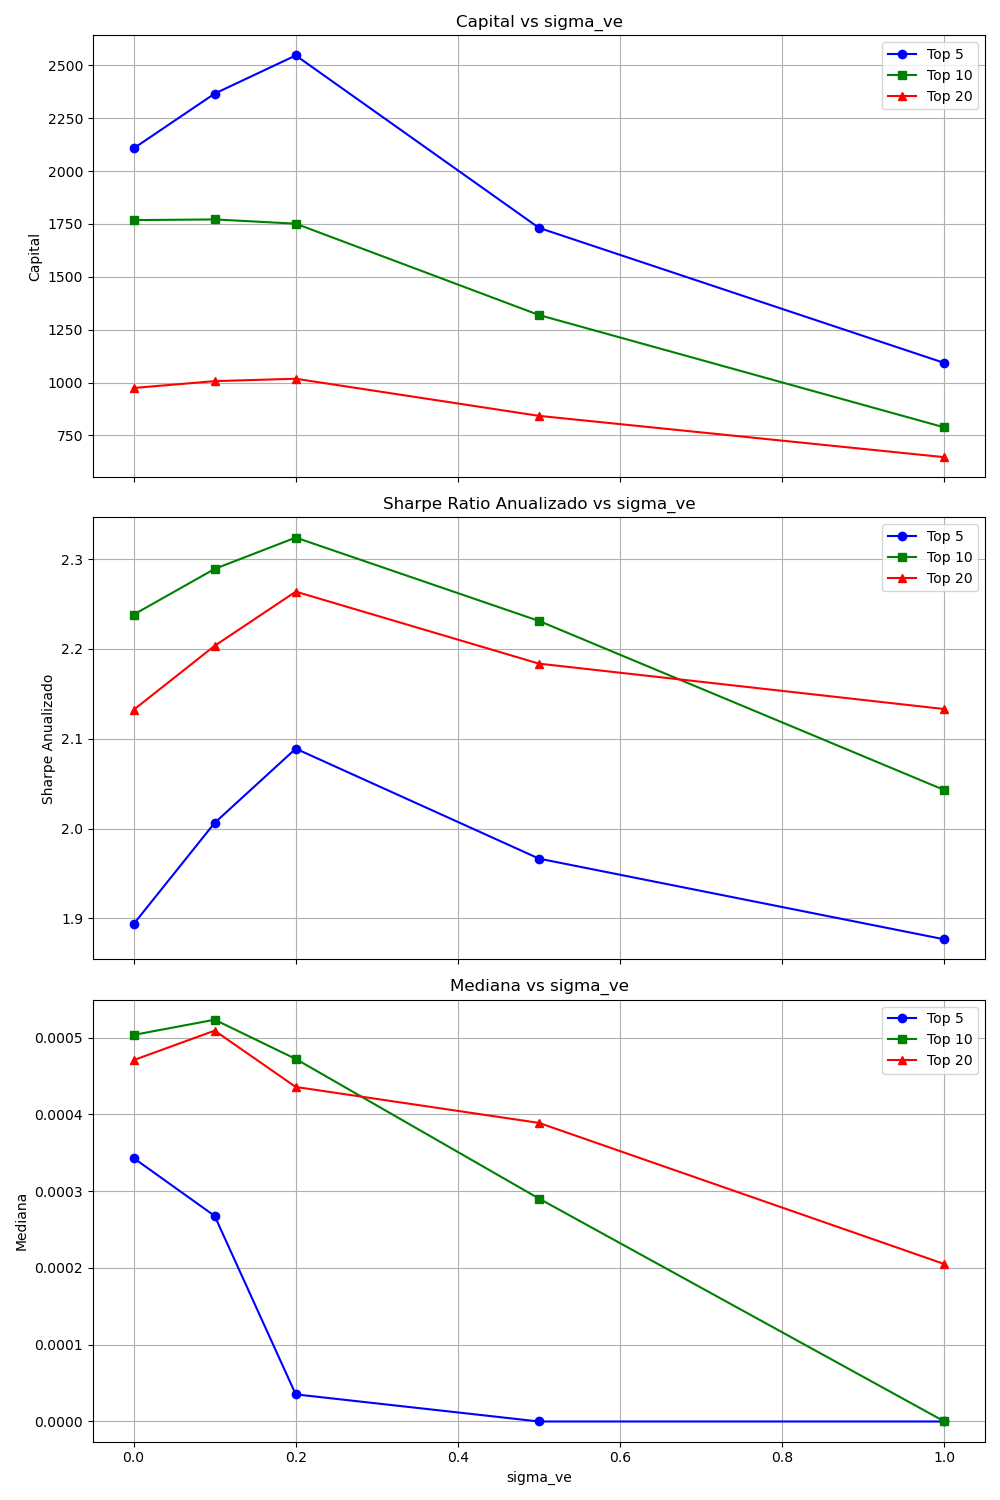 Capital vs sigma_ve
Top 5
Top 10
Top 20
2500
2250
2000
1750
1500
1250
1000
750
Capital
Sharpe Ratio Anualizado vs sigma_ve
Top 5
Top 10
Top 20
2.3
2.2
2.1
2.0
1.9
Sharpe Anualizado
Mediana vs sigma_ve
Top 5
Top 10
Top 20
0.0005
0.0004
0.0003
0.0002
0.0001
0.0000
Mediana
0.0 0.2 0.4 0.6 0.8 1.0
sigma_ve